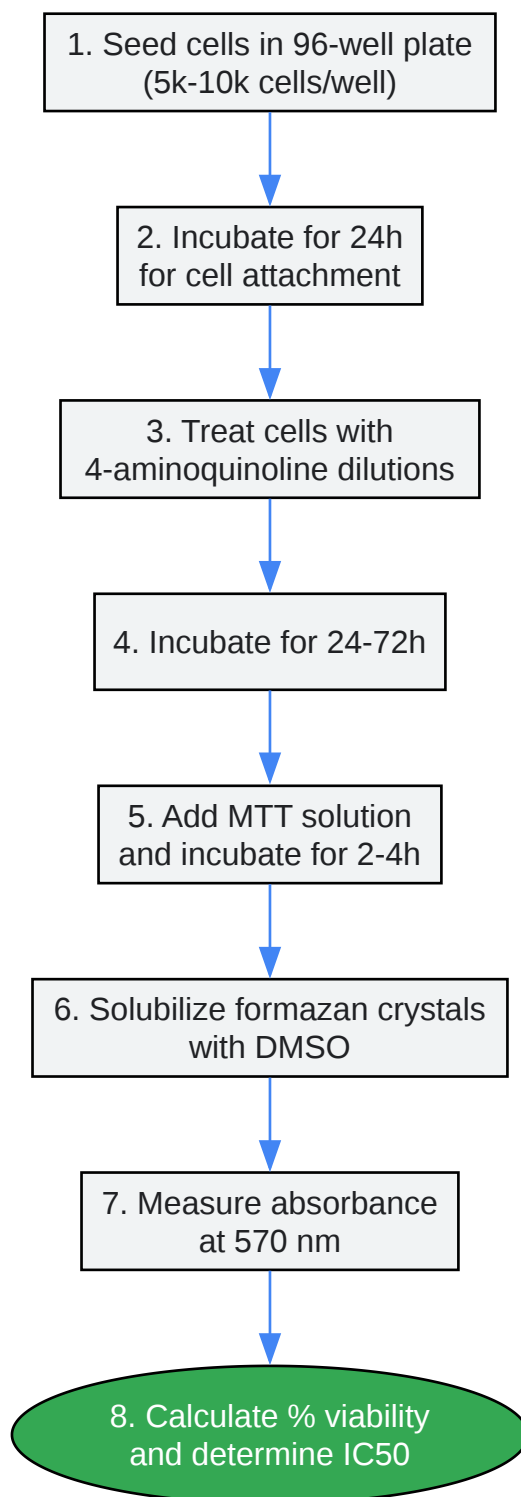 1. Seed cells in 96-well plate
(5k-10k cells/well)
2. Incubate for 24h
for cell attachment
3. Treat cells with
4-aminoquinoline dilutions
4. Incubate for 24-72h
5. Add MTT solution
and incubate for 2-4h
6. Solubilize formazan crystals
with DMSO
7. Measure absorbance
at 570 nm
8. Calculate % viability
and determine IC50